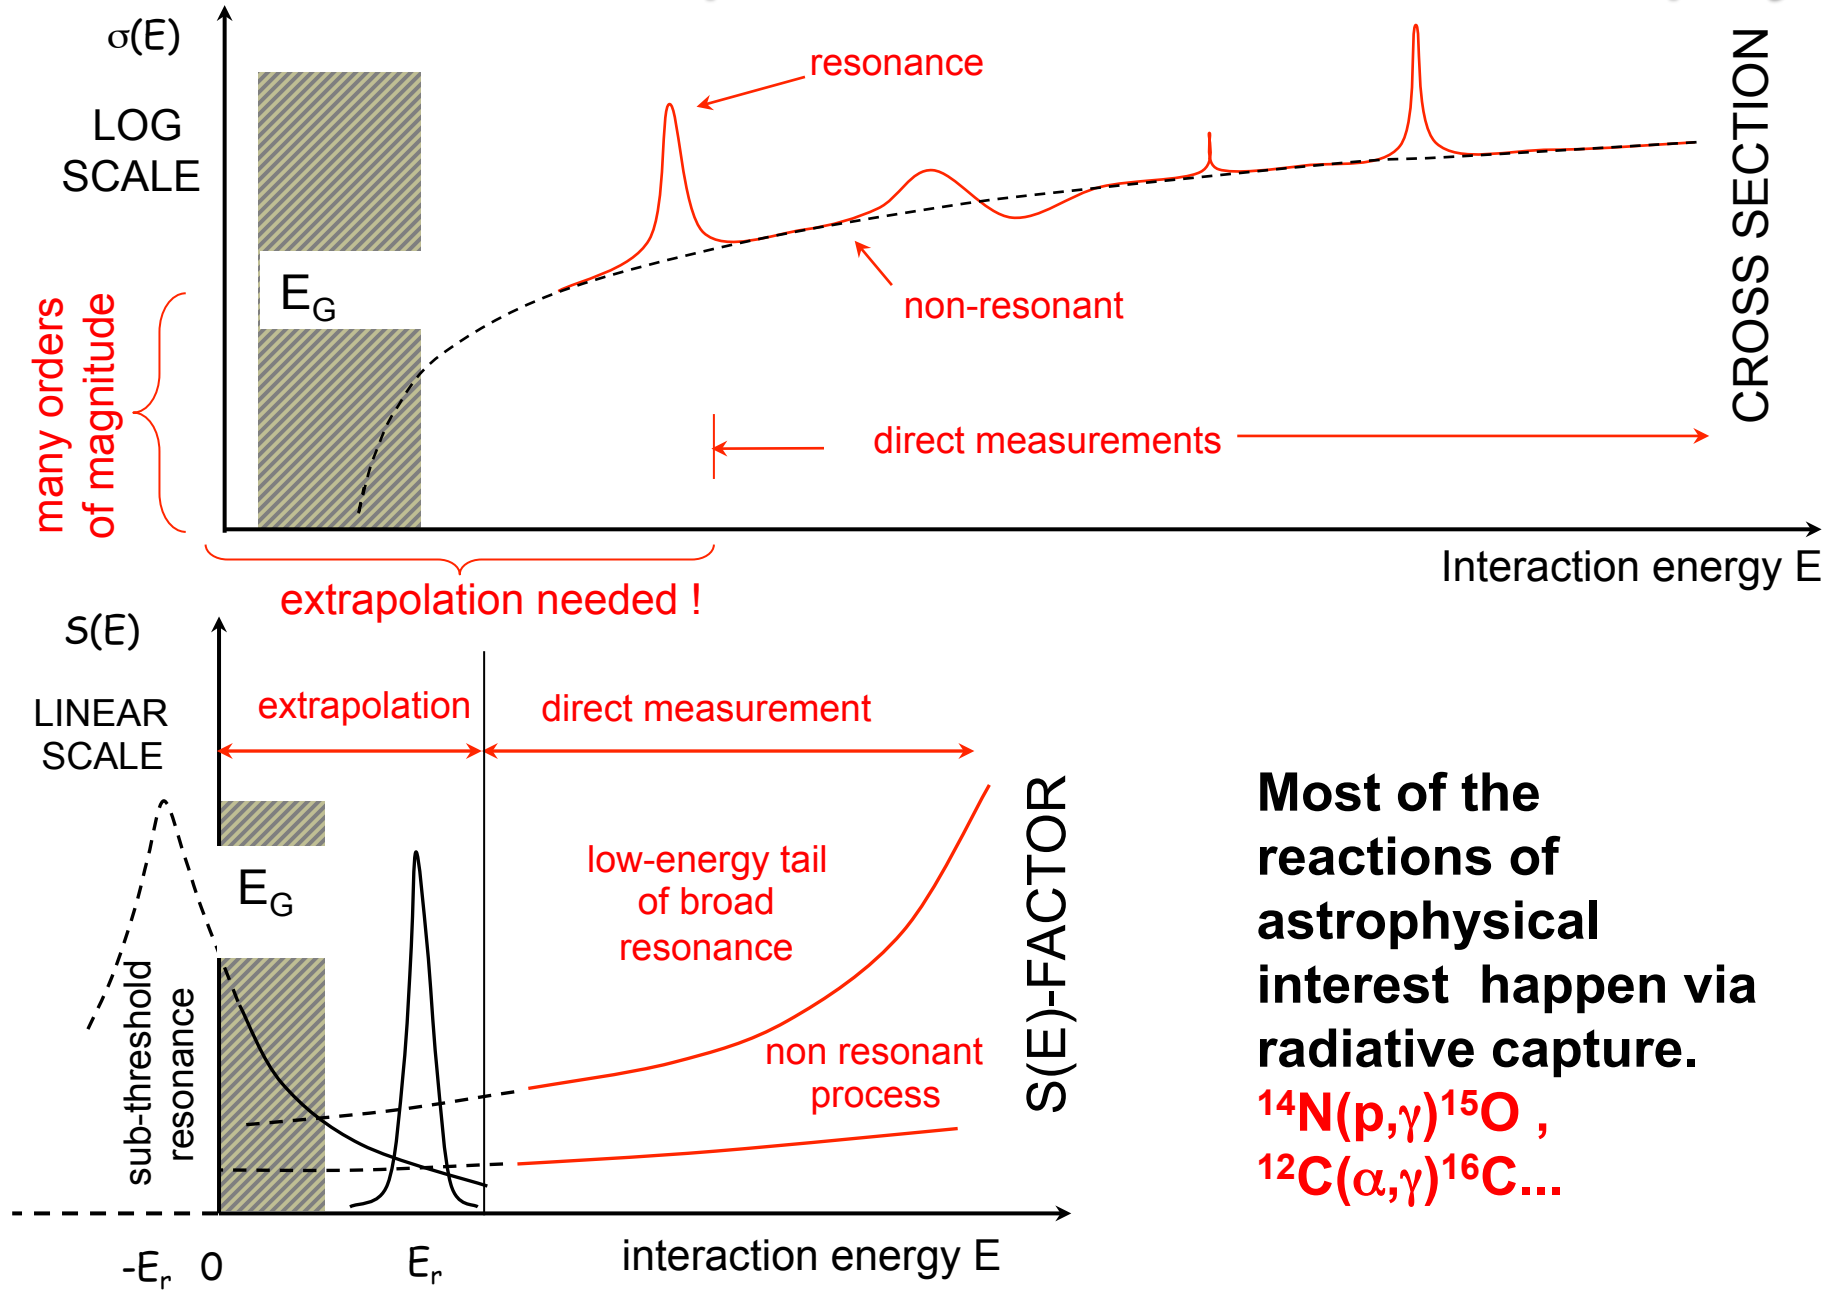 σ(E)
LOG
SCALE
many orders
of magnitude
E_G
resonance
non-resonant
direct measurements
CROSS SECTION
Interaction energy E
extrapolation needed !
S(E)
LINEAR
SCALE
extrapolation
direct measurement
E_G
sub-threshold
resonance
low-energy tail
of broad
resonance
non resonant
process
S(E)-FACTOR
-E_r 0 E_r
interaction energy E
Most of the
reactions of
astrophysical
interest happen via
radiative capture.
¹⁴N(p,γ)¹⁵O ,
¹²C(α,γ)¹⁶C...